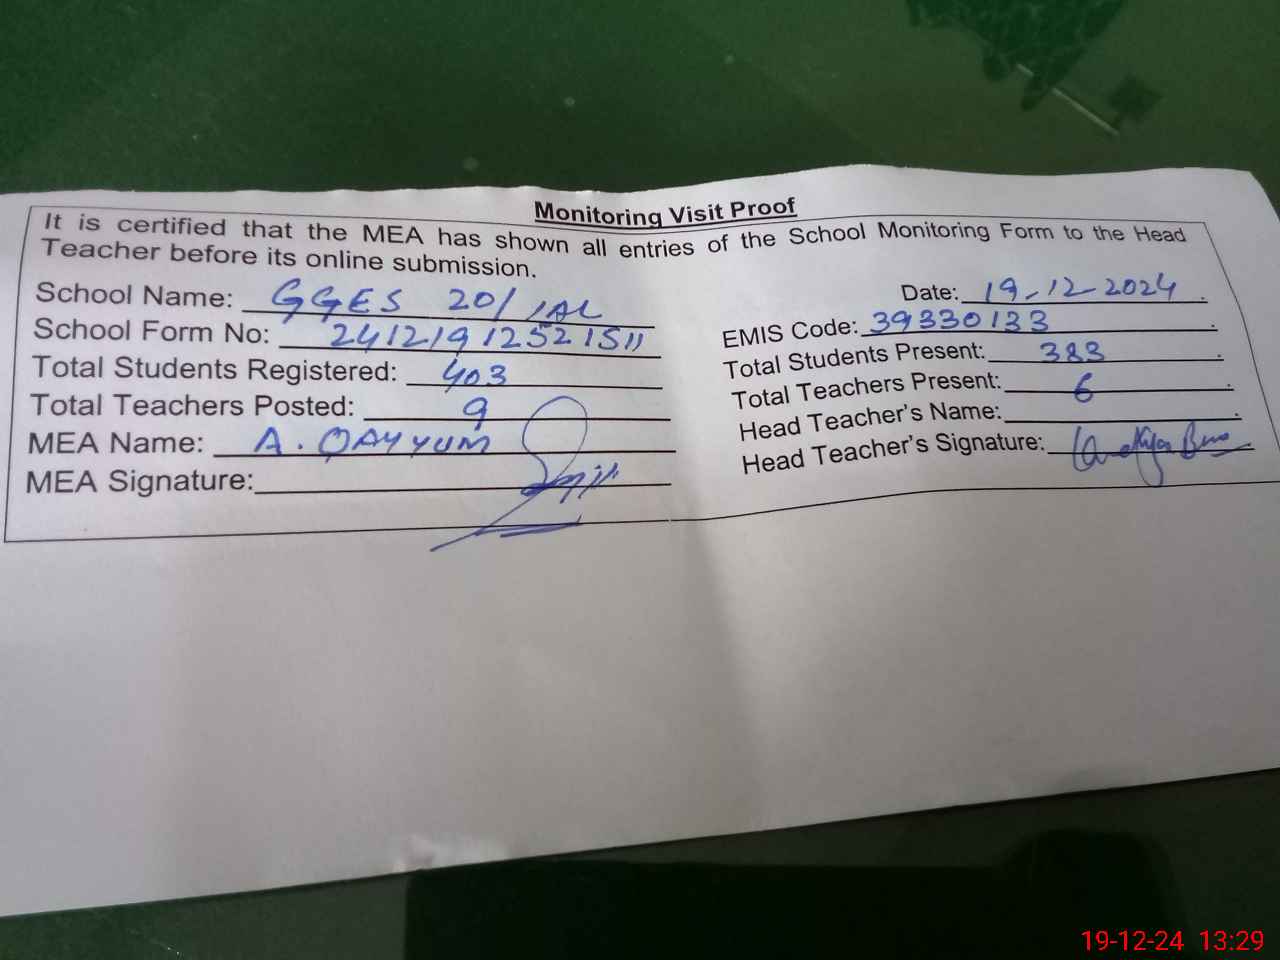 Monitoring Visit Proof
It is certified that the MEA has shown all entries of the School Monitoring Form to the Head
Teacher before its online submission.
School Name: GGES 20/1AL
Date: 19-12-2024
School Form No: 24121912521511
EMIS Code: 39330133
Total Students Registered: 403
Total Students Present: 383
Total Teachers Posted: 9
Total Teachers Present: 6
MEA Name: A. QAYYUM
Head Teacher's Name:
MEA Signature:
Head Teacher's Signature:
19-12-24 13:29